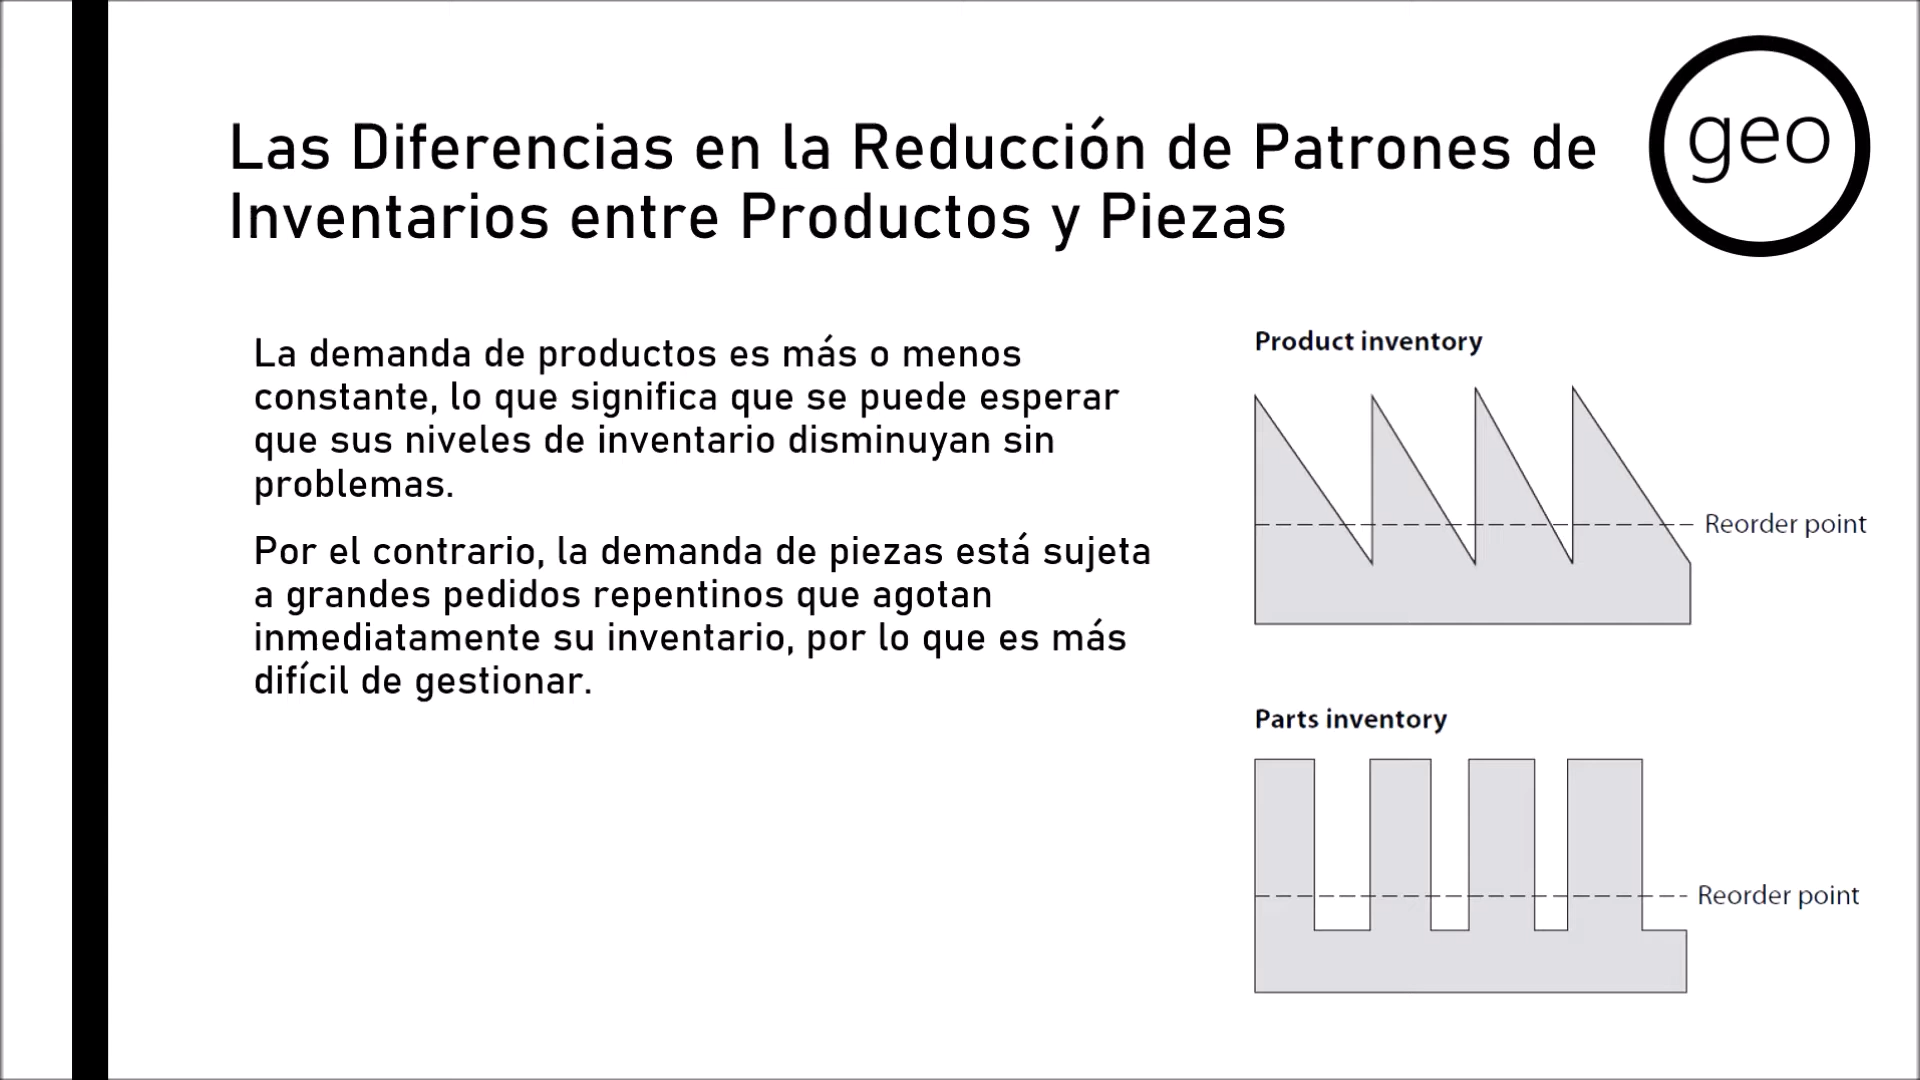 geo
Las Diferencias en la Reducción de Patrones de
Inventarios entre Productos y Piezas
La demanda de productos es más o menos
constante, lo que significa que se puede esperar
que sus niveles de inventario disminuyan sin
problemas.
Por el contrario, la demanda de piezas está sujeta
a grandes pedidos repentinos que agotan
inmediatamente su inventario, por lo que es más
difícil de gestionar.
Product inventory
Reorder point
Parts inventory
Reorder point